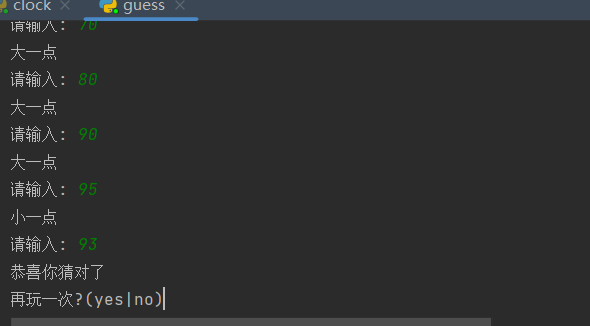 clock guess
请输入: 70
大一点
请输入: 80
大一点
请输入: 90
大一点
请输入: 95
小一点
请输入: 93
恭喜你猜对了
再玩一次?(yes|no)